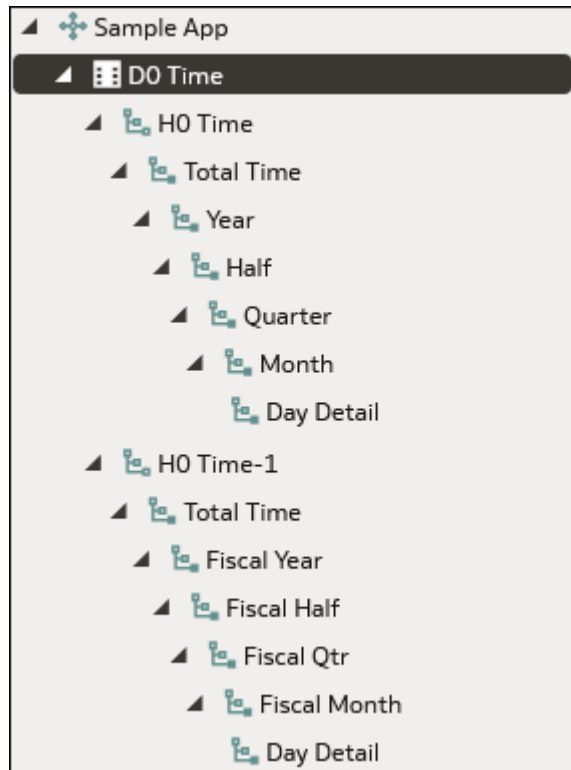 Sample App
D0 Time
H0 Time
Total Time
Year
Half
Quarter
Month
Day Detail
H0 Time-1
Total Time
Fiscal Year
Fiscal Half
Fiscal Qtr
Fiscal Month
Day Detail